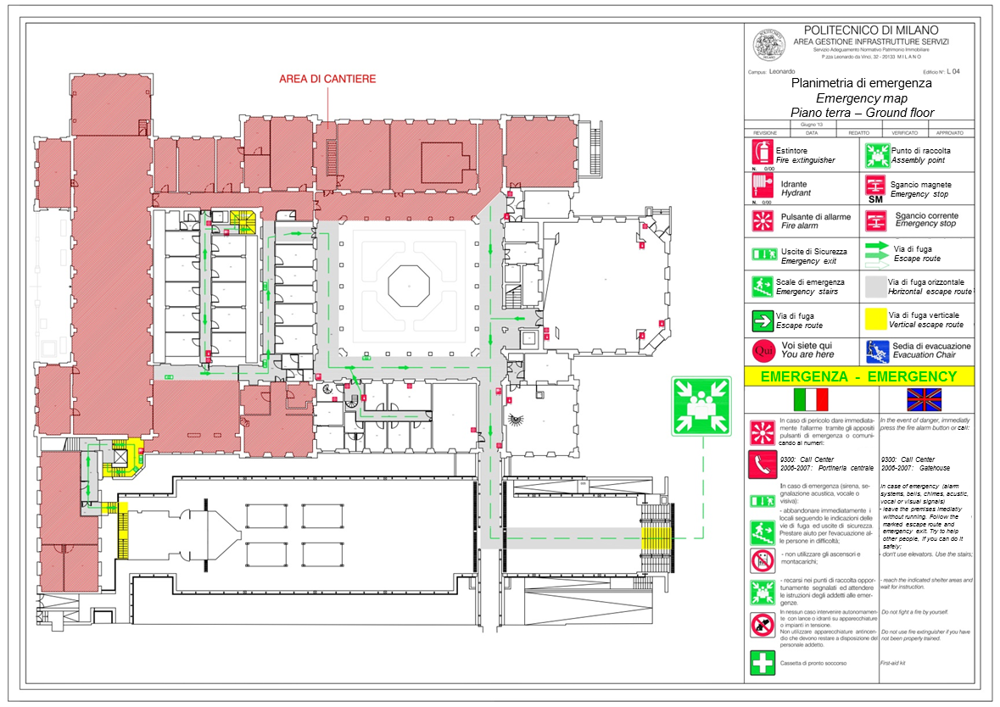 AREA DI CANTIERE
POLITECNICO DI MILANO
AREA GESTIONE INFRASTRUTTURE SERVIZI
Servizio Adeguamento Normativo Patrimonio Immobiliare
P.zza Leonardo da Vinci, 32 - 20133 MILANO
Campus: Leonardo
Edificio N°: L 04
Planimetria di emergenza
Emergency map
Piano terra – Ground floor
Giugno '13
REVISIONE DATA REDATTO VERIFICATO APPROVATO
Estintore
Fire extinguisher
N. 0/00
Punto di raccolta
Assembly point
Idrante
Hydrant
N. 0/00
Sgancio magnete
Emergency stop
SM
Pulsante di allarme
Fire alarm
Sgancio corrente
Emergency stop
Uscite di Sicurezza
Emergency exit
Via di fuga
Escape route
Scale di emergenza
Emergency stairs
Via di fuga orizzontale
Horizontal escape route
Via di fuga
Escape route
Via di fuga verticale
Vertical escape route
Qui
Voi siete qui
You are here
Sedia di evacuazione
Evacuation Chair
EMERGENZA - EMERGENCY
In caso di pericolo dare immediata-
mente l'allarme tramite gli appositi
pulsanti di emergenza o comuni-
cando ai numeri:
In the event of danger, immediatly
press the fire alarm button or call:
9300: Call Center
2006-2007: Portineria centrale
9300: Call Center
2006-2007: Gatehouse
In caso di emergenza (sirena, se-
gnalazione acustica, vocale o
visiva):
- abbandonare immediatamente i
locali seguendo le indicazioni delle
vie di fuga ed uscite di sicurezza.
Prestare aiuto per l'evacuazione al-
le persone in difficoltà;
In case of emergency (alarm
systems, bells, chimes, acustic,
vocal or visual signals)
- leave the premises imediatly
without running. Follow the
marked escape route and
emergency exit. Try to help
other people, if you can do it
safely;
- non utilizzare gli ascensori e
montacarichi;
- don't use elevators. Use the stairs;
- recarsi nei punti di raccolta oppor-
tunamente segnalati ed attendere
le istruzioni degli addetti alle emer-
genze.
- reach the indicated shelter areas and
wait for instruction.
In nessun caso intervenire autonomamen-
te con lance o idranti su apparecchiature
o impianti in tensione.
Non utilizzare apparecchiature antincen-
dio che devono restare a disposizione del
personale addetto.
Do not fight a fire by yourself.
Do not use fire extinguisher if you have
not been properly trained.
Cassetta di pronto soccorso
First-aid kit